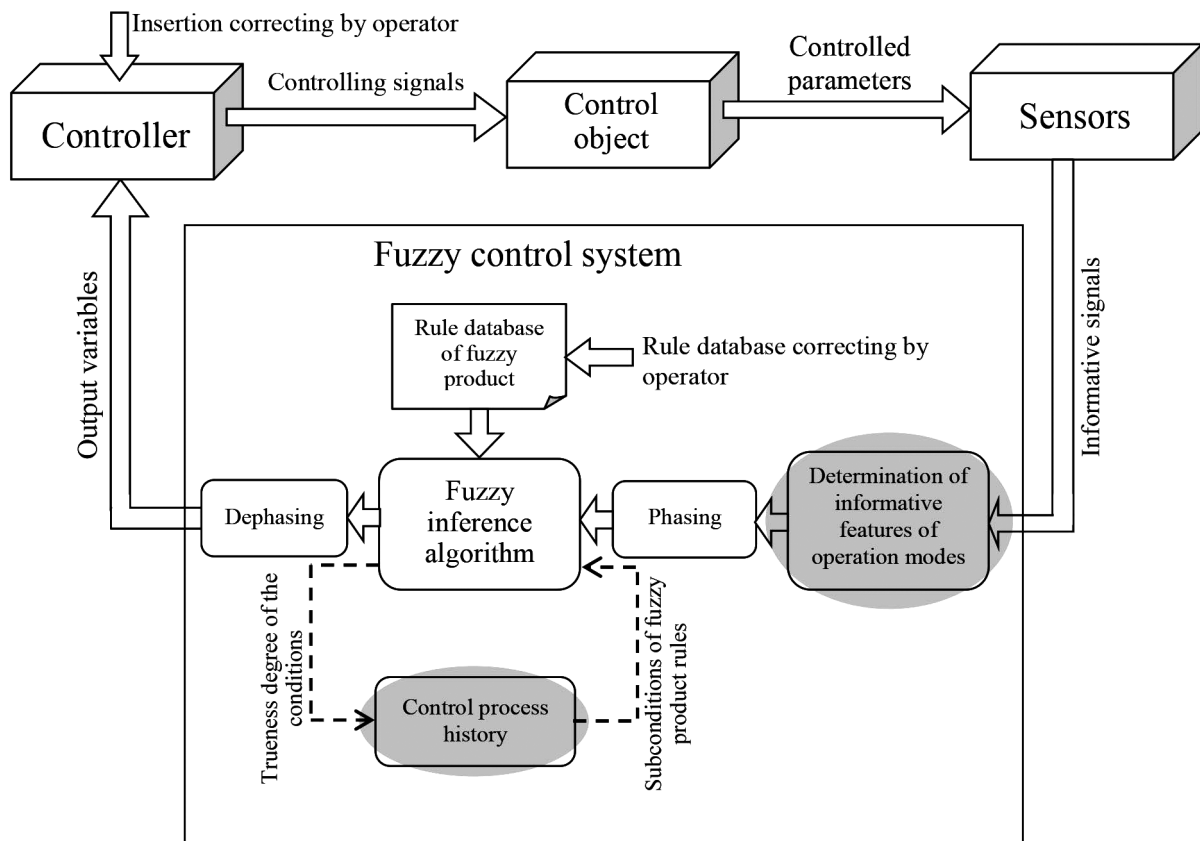 Insertion correcting by operator
Controller
Controlling signals
Control
object
Controlled
parameters
Sensors
Output variables
Fuzzy control system
Informative signals
Rule database
of fuzzy
product
Rule database correcting by
operator
Dephasing
Fuzzy
inference
algorithm
Phasing
Determination of
informative
features of
operation modes
Trueness degree of the
conditions
Control process
history
Subconditions of fuzzy
product rules